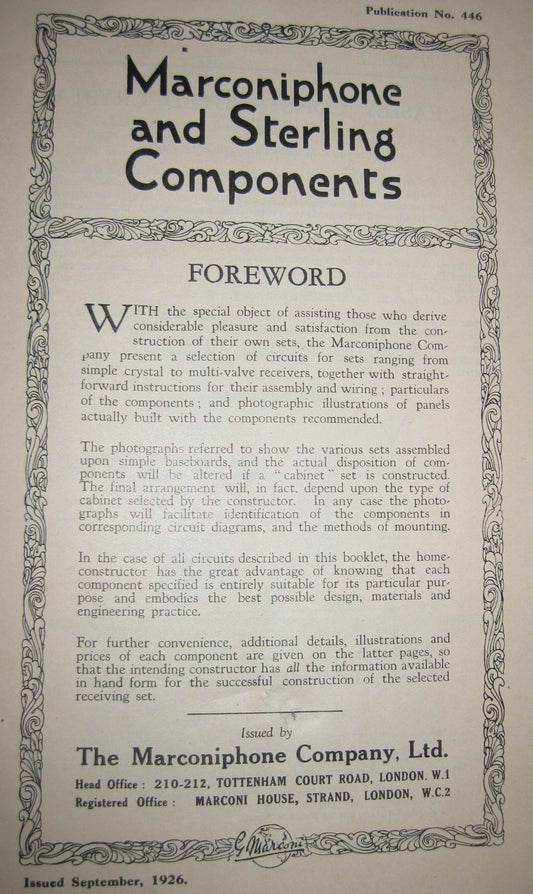 Publication No. 446
Marconiphone
and Sterling
Components
FOREWORD
WITH the special object of assisting those who derive
considerable pleasure and satisfaction from the con-
struction of their own sets, the Marconiphone Com-
pany present a selection of circuits for sets ranging from
simple crystal to multi-valve receivers, together with straight-
forward instructions for their assembly and wiring ; particulars
of the components ; and photographic illustrations of panels
actually built with the components recommended.
The photographs referred to show the various sets assembled
upon simple baseboards, and the actual disposition of com-
ponents will be altered if a "cabinet" set is constructed.
The final arrangement will, in fact, depend upon the type of
cabinet selected by the constructor. In any case the photo-
graphs will facilitate identification of the components in
corresponding circuit diagrams, and the methods of mounting.
In the case of all circuits described in this booklet, the home-
constructor has the great advantage of knowing that each
component specified is entirely suitable for its particular pur-
pose and embodies the best possible design, materials and
engineering practice.
For further convenience, additional details, illustrations and
prices of each component are given on the latter pages, so
that the intending constructor has all the information available
in hand form for the successful construction of the selected
receiving set.
Issued by
The Marconiphone Company, Ltd.
Head Office : 210-212, TOTTENHAM COURT ROAD, LONDON. W.1
Registered Office : MARCONI HOUSE, STRAND, LONDON, W.C.2
G. Marconi
Issued September, 1926.